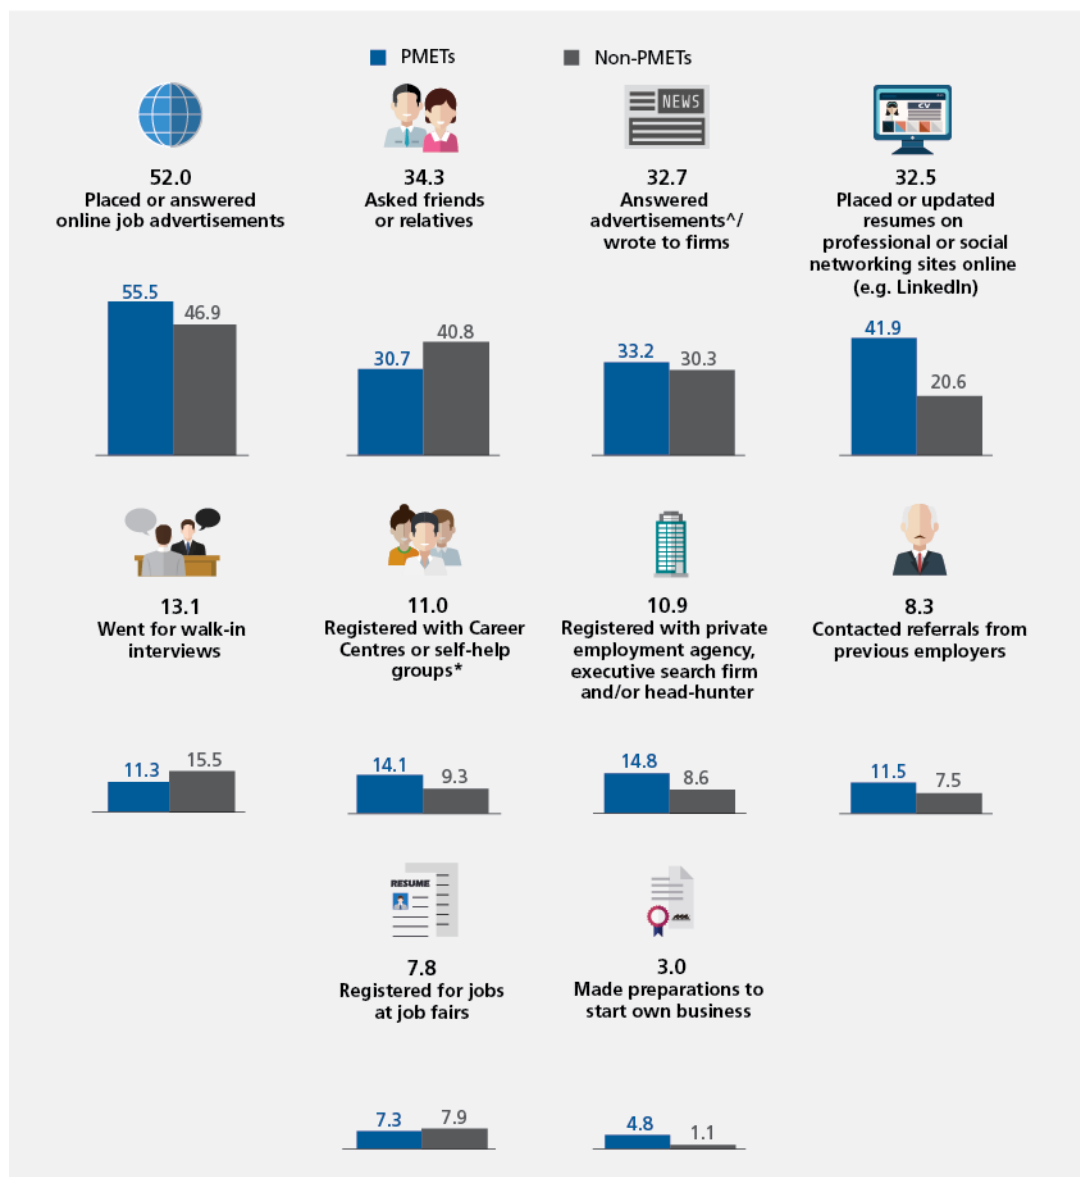 PMETs
Non-PMETs
NEWS
CV
52.0
Placed or answered
online job advertisements
34.3
Asked friends
or relatives
32.7
Answered
advertisements^/
wrote to firms
32.5
Placed or updated
resumes on
professional or social
networking sites online
(e.g. LinkedIn)
55.5
46.9
30.7
40.8
33.2
30.3
41.9
20.6
13.1
Went for walk-in
interviews
11.0
Registered with Career
Centres or self-help
groups*
10.9
Registered with private
employment agency,
executive search firm
and/or head-hunter
8.3
Contacted referrals from
previous employers
11.3
15.5
14.1
9.3
14.8
8.6
11.5
7.5
RESUME
7.8
Registered for jobs
at job fairs
3.0
Made preparations to
start own business
7.3
7.9
4.8
1.1